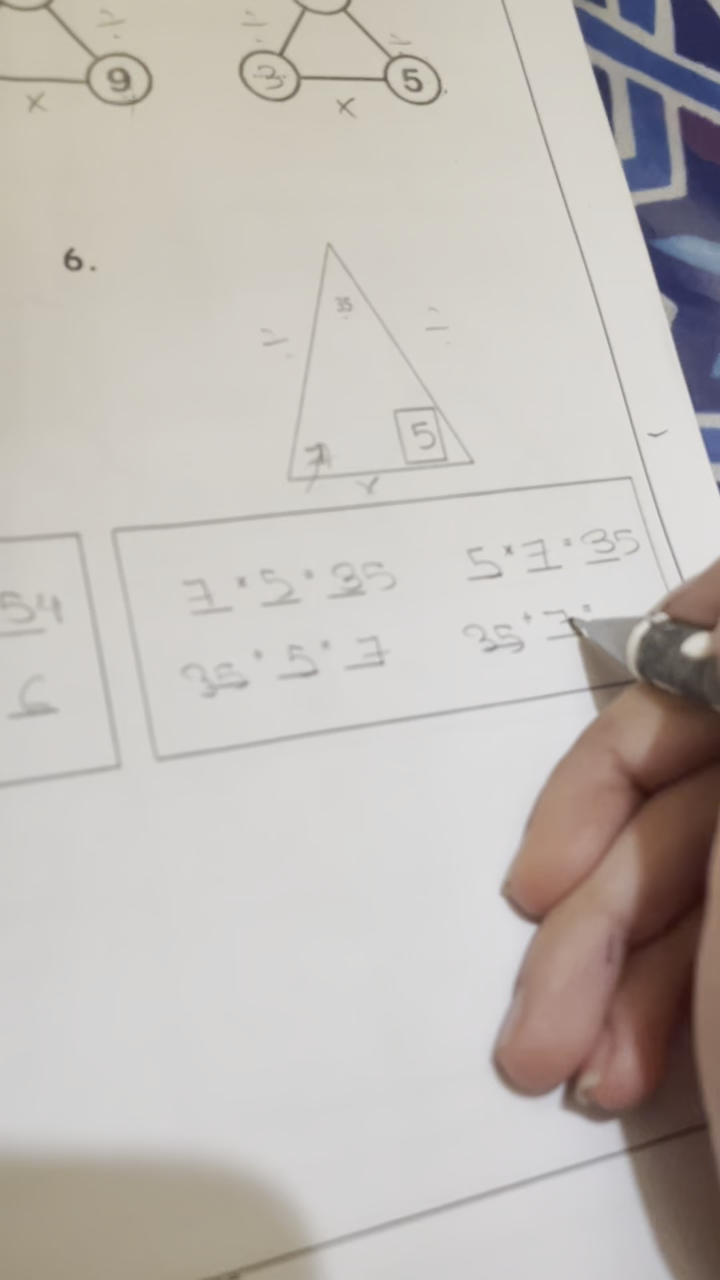 ÷ ÷ ÷
9 3 5
x x
6.
35
÷ ÷
7 5
x
7 × 5 = 35 5 × 7 = 35
54
35 ÷ 5 = 7 35 ÷ 7 =
6